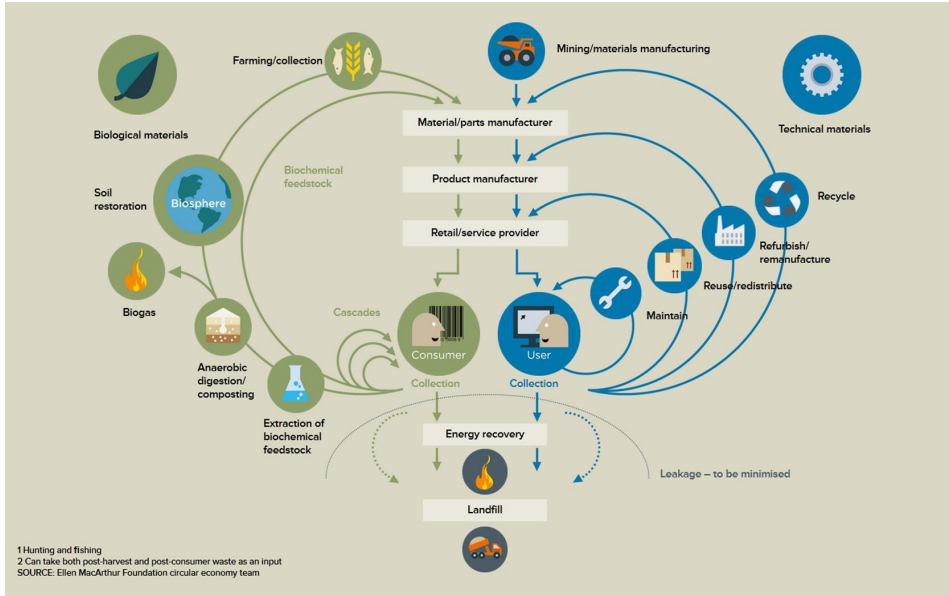 Farming/collection
Mining/materials manufacturing
Biological materials
Technical materials
Material/parts manufacturer
Biochemical
feedstock
Product manufacturer
Soil
restoration
Biosphere
Recycle
Retail/service provider
Refurbish/
remanufacture
Reuse/redistribute
Biogas
Cascades
Maintain
Consumer
User
Anaerobic
digestion/
composting
Collection
Collection
Extraction of
biochemical
feedstock
Energy recovery
Leakage – to be minimised
Landfill
1 Hunting and fishing
2 Can take both post-harvest and post-consumer waste as an input
SOURCE: Ellen MacArthur Foundation circular economy team